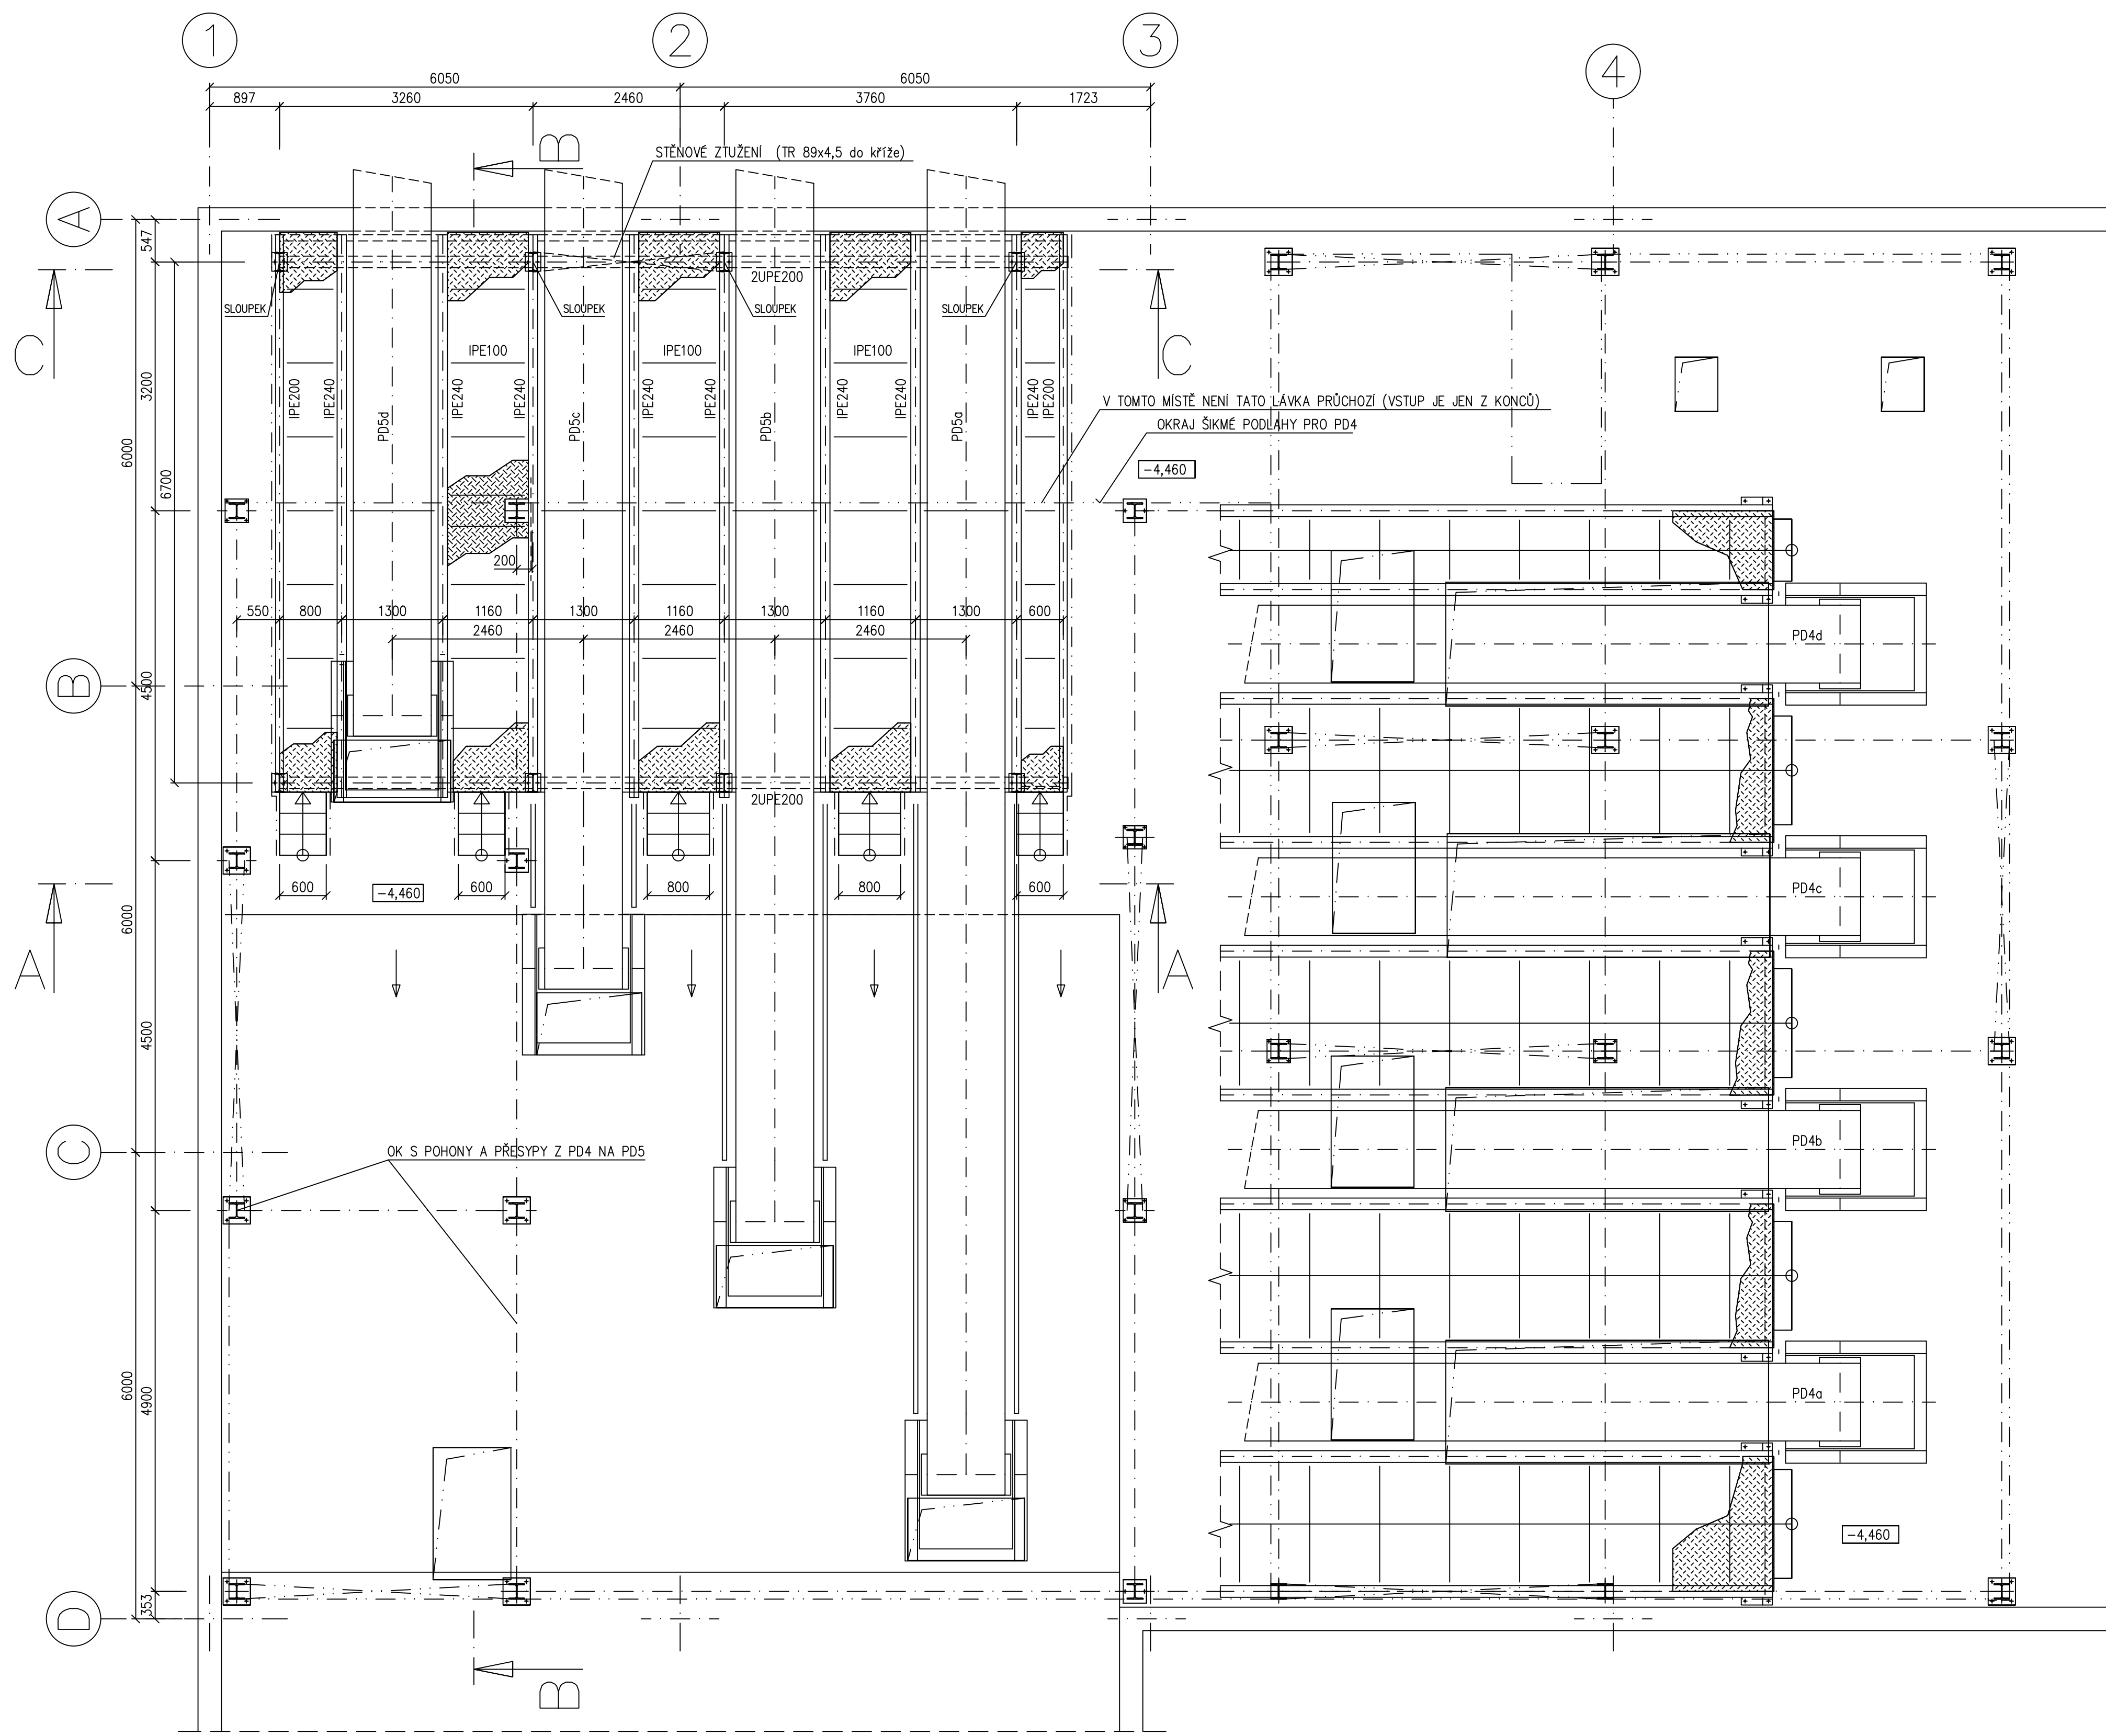 1
2
3
4
6050
6050
897
3260
2460
3760
1723
B
STĚNOVÉ ZTUŽENÍ (TR 89x4,5 do kříže)
A
547
2UPE200
SLOUPEK
SLOUPEK
SLOUPEK
SLOUPEK
C
C
IPE100
IPE100
IPE100
3200
IPE200
IPE240
IPE240
IPE240
IPE240
IPE240
IPE240
IPE240
IPE200
V TOMTO MÍSTĚ NENÍ TATO LÁVKA PRŮCHOZÍ (VSTUP JE JEN Z KONCŮ)
OKRAJ ŠIKMÉ PODLAHY PRO PD4
PD5d
PD5c
PD5b
PD5a
6000
6700
-4,460
200
550
800
1300
1160
1300
1160
1300
1160
1300
600
2460
2460
2460
PD4d
B
4500
2UPE200
600
-4,460
600
800
800
600
PD4c
6000
A
A
4500
PD4b
C
OK S POHONY A PŘESYPY Z PD4 NA PD5
6000
4900
PD4a
-4,460
D
353
B